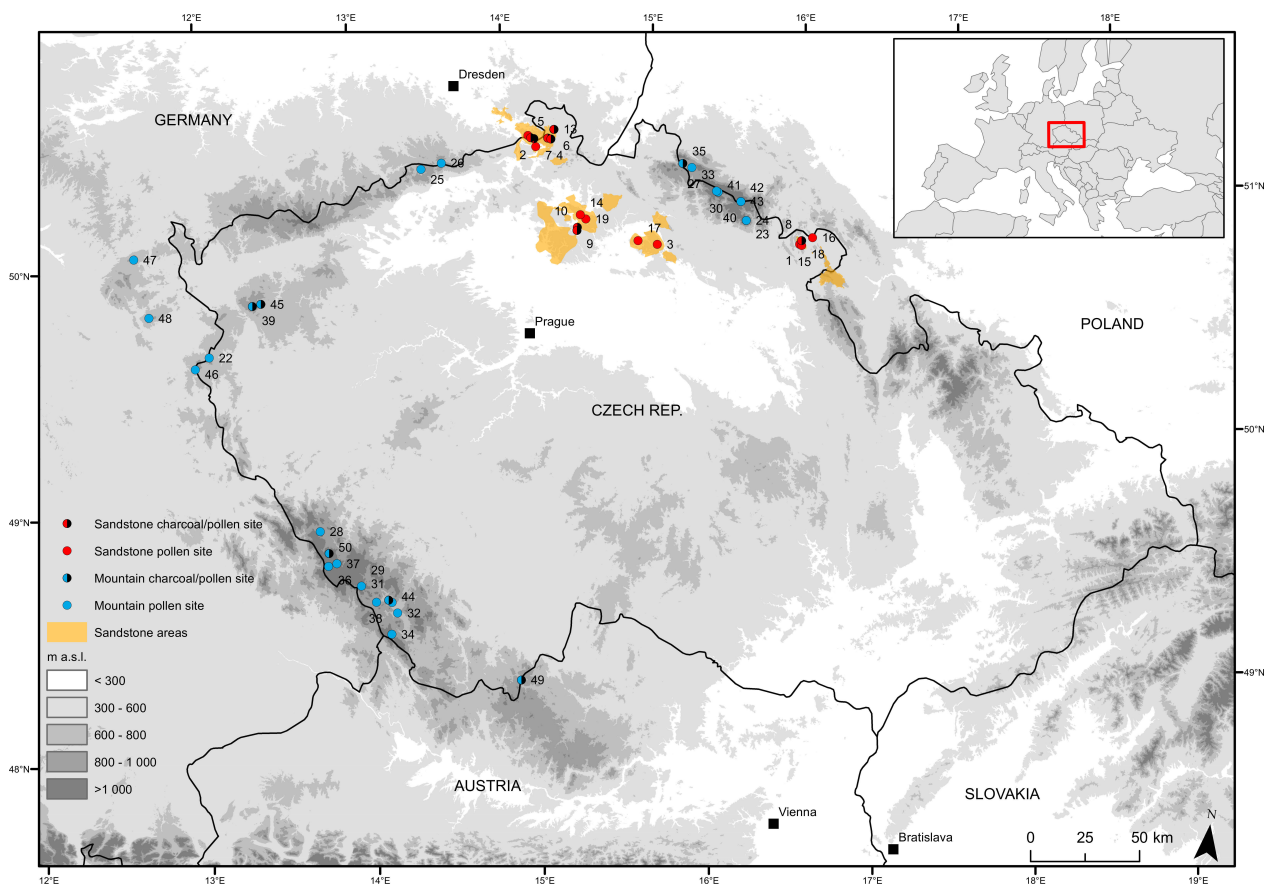 12°E 13°E 14°E 15°E 16°E 17°E 18°E
Dresden
GERMANY
5 13
2 7 4 6
26
25
35
33
27 41 42
30 43
40 24
23
51°N
14
10 19
9
17
3
8 16
1 15 18
50°N
47
45
39
48
Prague
POLAND
22
46
CZECH REP.
50°N
49°N
28
50
37 29
36 31
44
38 32
34
49
49°N
48°N
Sandstone charcoal/pollen site
Sandstone pollen site
Mountain charcoal/pollen site
Mountain pollen site
Sandstone areas
m a.s.l.
< 300
300 - 600
600 - 800
800 - 1 000
>1 000
AUSTRIA
SLOVAKIA
Vienna
Bratislava
N
0 25 50 km
12°E 13°E 14°E 15°E 16°E 17°E 18°E 19°E